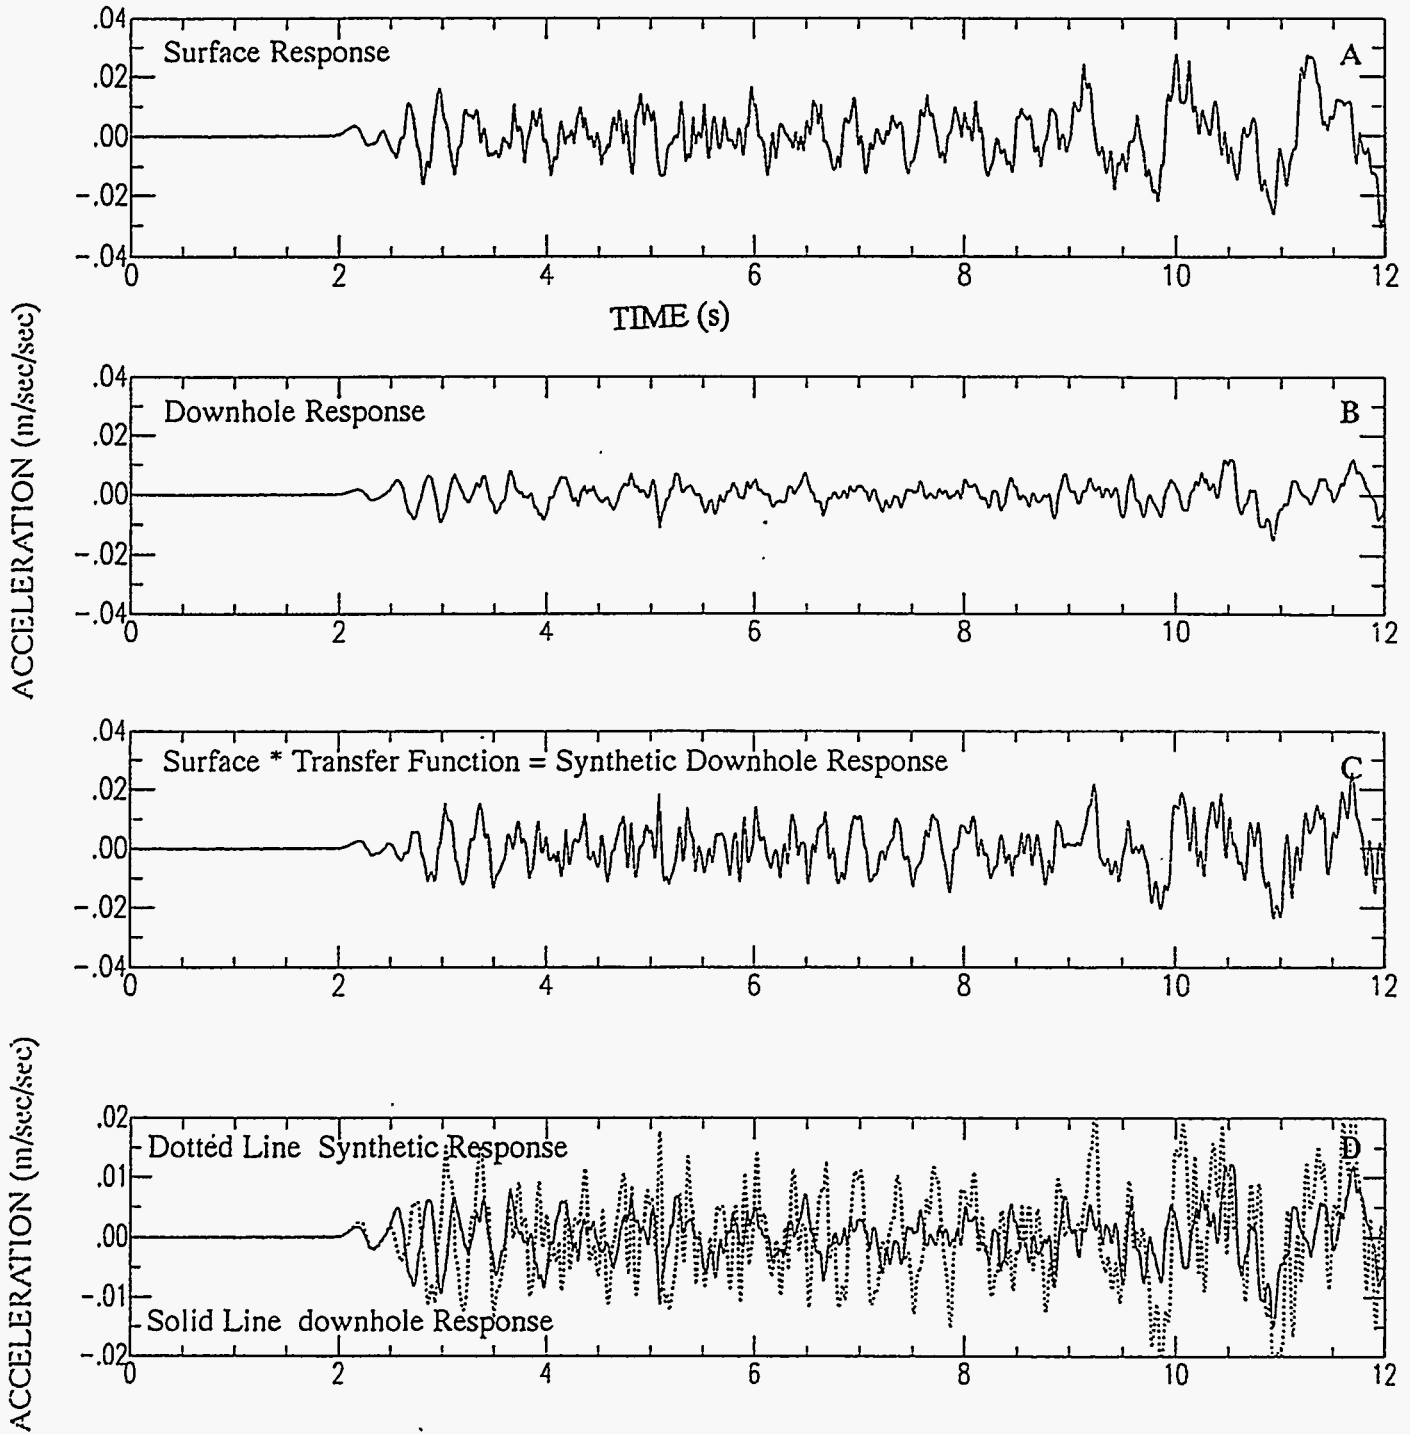 .04
Surface Response
A
.02
.00
-.02
-.04
0 2 4 6 8 10 12
TIME (s)
ACCELERATION (m/sec/sec)
.04
Downhole Response
B
.02
.00
-.02
-.04
0 2 4 6 8 10 12
.04
Surface * Transfer Function = Synthetic Downhole Response
C
.02
.00
-.02
-.04
0 2 4 6 8 10 12
ACCELERATION (m/sec/sec)
.02
Dotted Line Synthetic Response
D
.01
.00
-.01
Solid Line downhole Response
-.02
0 2 4 6 8 10 12